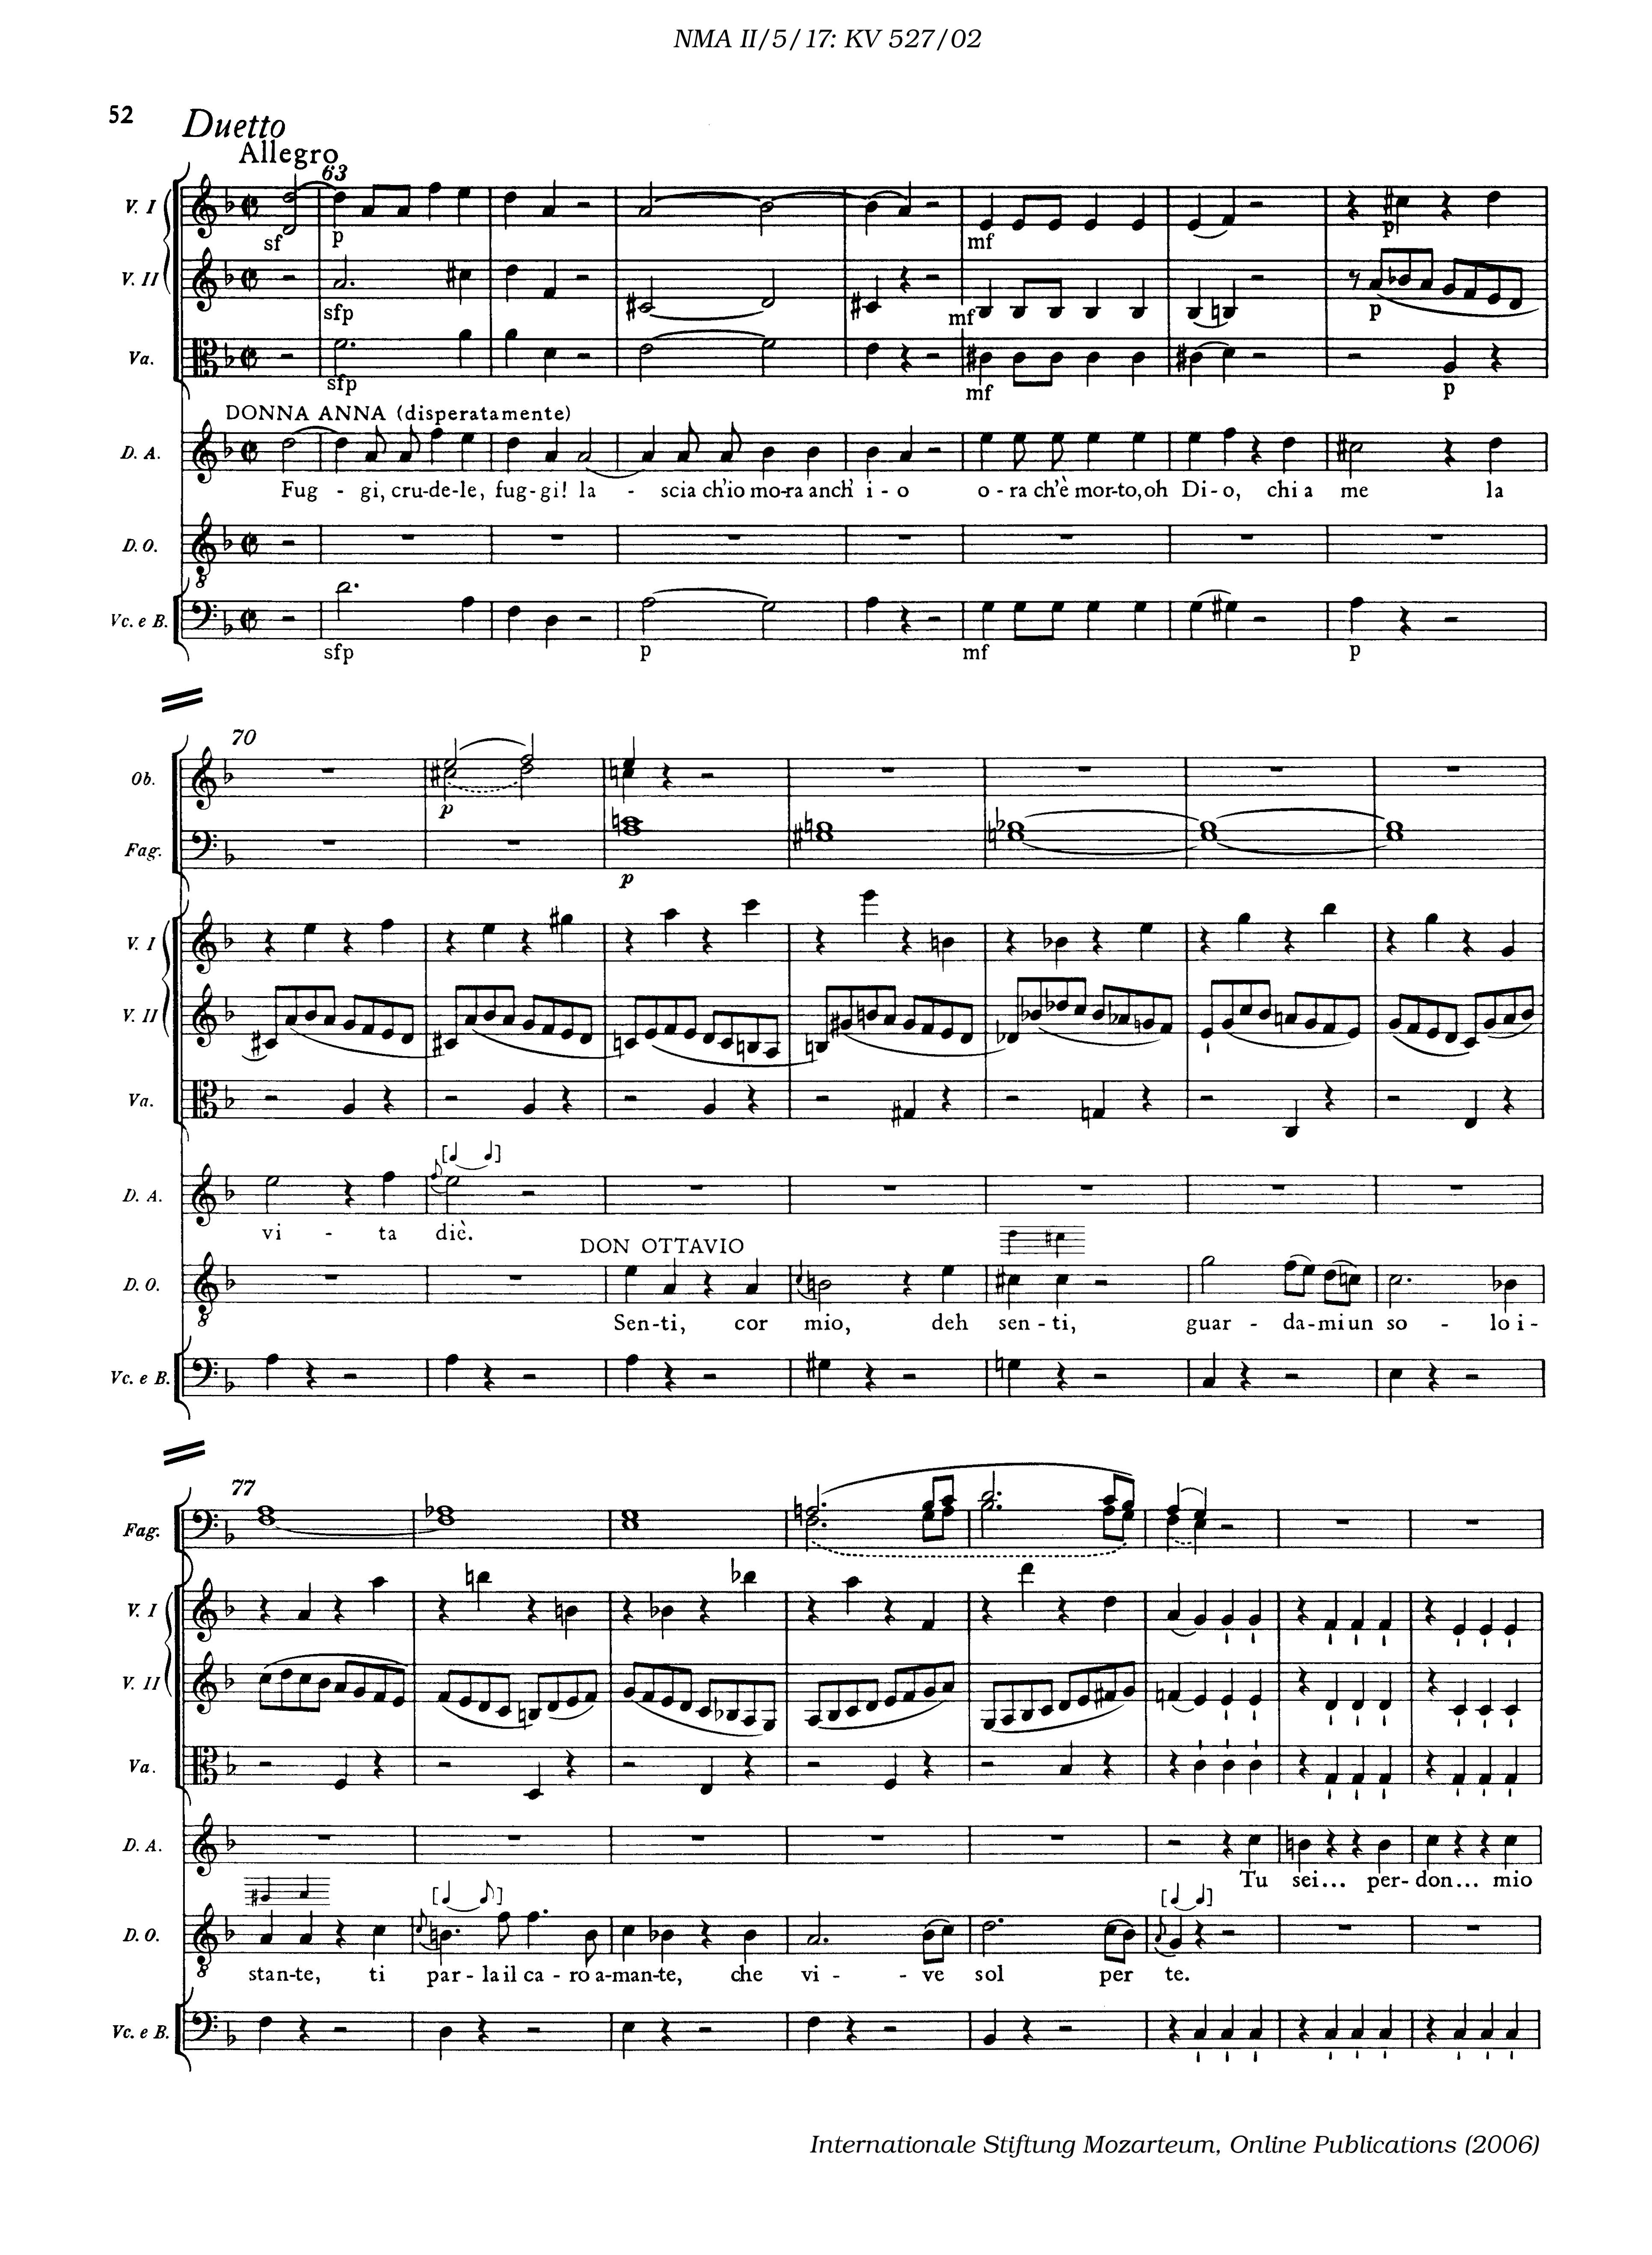 NMA II/5/17: KV 527/02
52
Duetto
Allegro
63
V. I
sf p mf p
V. II
sfp mf p
Va.
sfp mf p
DONNA ANNA (disperatamente)
D. A.
Fug - gi, cru-de-le, fug-gi! la - scia ch'io mo-ra anch' i - o o - ra ch'è mor-to, oh Di - o, chi a me la
D. O.
Vc. e B.
sfp p mf p
70
Ob.
p
Fag.
p
V. I
V. II
Va.
[ ]
D. A.
vi - ta diè.
DON OTTAVIO
D. O.
Sen-ti, cor mio, deh sen - ti, guar - da-mi un so - lo i -
Vc. e B.
77
Fag.
V. I
V. II
Va.
D. A.
Tu sei... per-don... mio
[ ] [ ]
D. O.
stan-te, ti par - la il ca - ro a-man-te, che vi - ve sol per te.
Vc. e B.
Internationale Stiftung Mozarteum, Online Publications (2006)